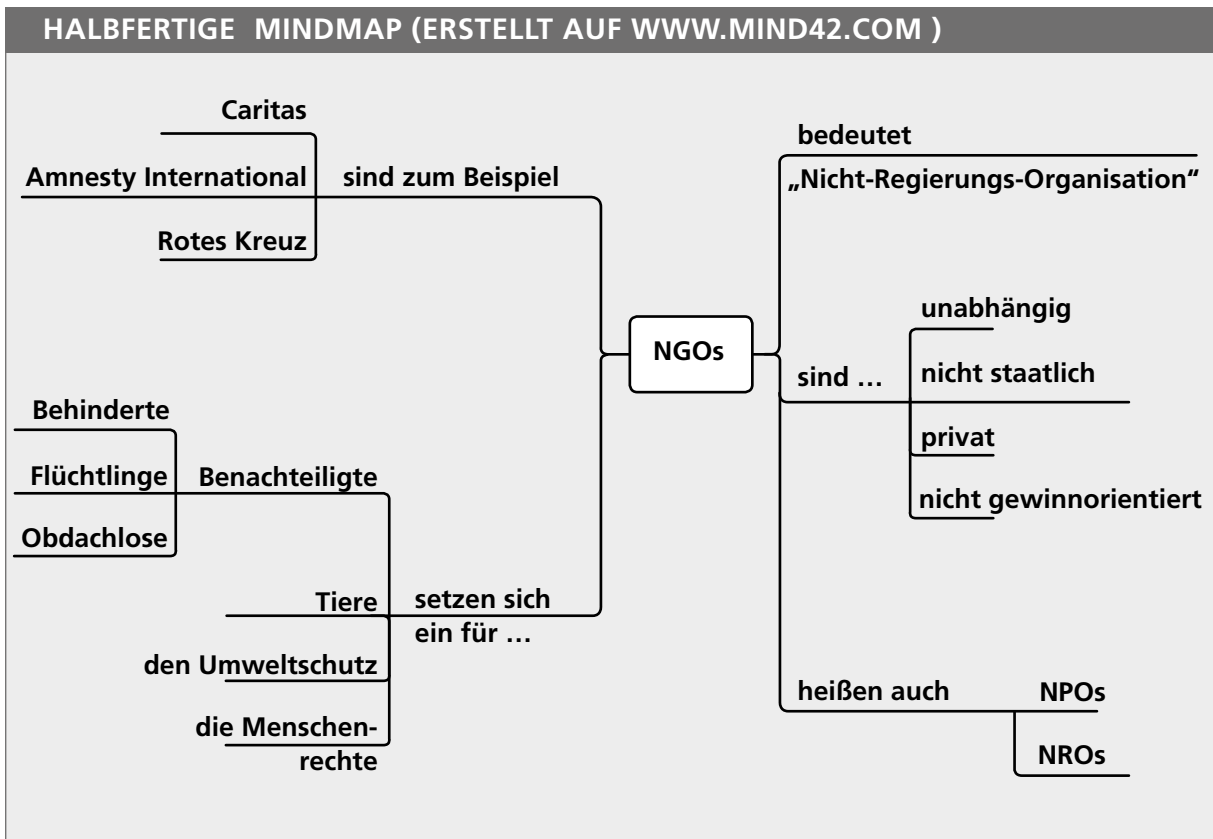 HALBFERTIGE MINDMAP (ERSTELLT AUF WWW.MIND42.COM )
Caritas
Amnesty International
Rotes Kreuz
sind zum Beispiel
Behinderte
Flüchtlinge
Obdachlose
Benachteiligte
Tiere
den Umweltschutz
die Menschen-
rechte
setzen sich
ein für …
NGOs
bedeutet
„Nicht-Regierungs-Organisation“
sind …
unabhängig
nicht staatlich
privat
nicht gewinnorientiert
heißen auch
NPOs
NROs